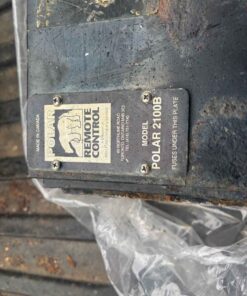 MADE IN CANADA
POLAR
REMOTE
CONTROL
MODEL
POLAR 2100B
FUSES UNDER THIS PLATE